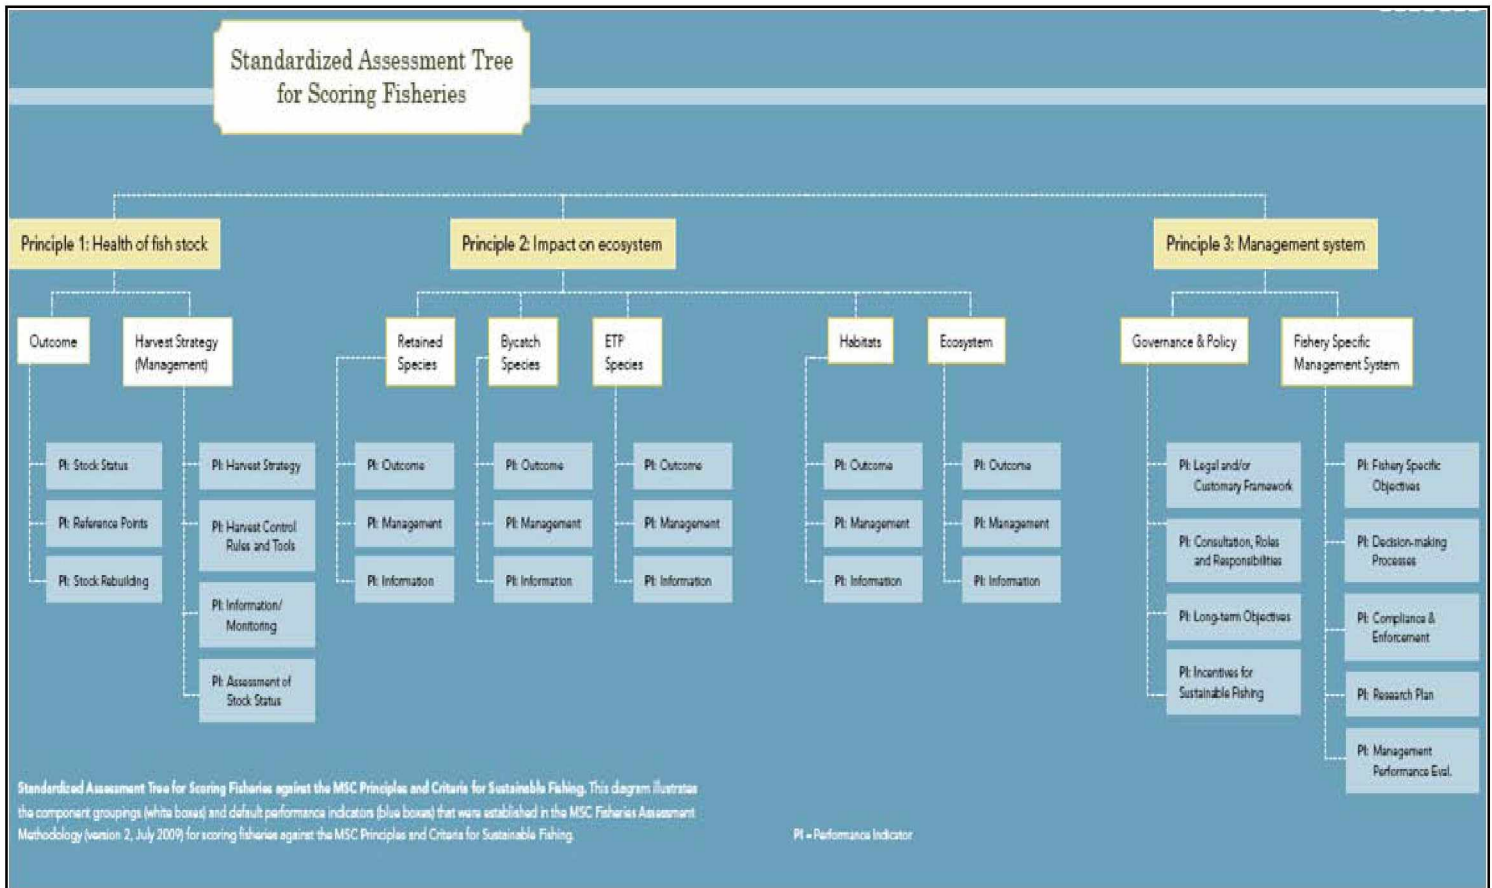 Standardized Assessment Tree
for Scoring Fisheries
Principle 1: Health of fish stock
Principle 2: Impact on ecosystem
Principle 3: Management system
Outcome
Harvest Strategy
(Management)
Retained
Species
Bycatch
Species
ETP
Species
Habitats
Ecosystem
Governance & Policy
Fishery Specific
Management System
PI: Stock Status
PI: Reference Points
PI: Stock Rebuilding
PI: Harvest Strategy
PI: Harvest Control
Rules and Tools
PI: Information/
Monitoring
PI: Assessment of
Stock Status
PI: Outcome
PI: Management
PI: Information
PI: Outcome
PI: Management
PI: Information
PI: Outcome
PI: Management
PI: Information
PI: Outcome
PI: Management
PI: Information
PI: Outcome
PI: Management
PI: Information
PI: Legal and/or
Customary Framework
PI: Consultation, Roles
and Responsibilities
PI: Long-term Objectives
PI: Incentives for
Sustainable Fishing
PI: Fishery Specific
Objectives
PI: Decision-making
Processes
PI: Compliance &
Enforcement
PI: Research Plan
PI: Management
Performance Eval.
Standardized Assessment Tree for Scoring Fisheries against the MSC Principles and Criteria for Sustainable Fishing. This diagram illustrates
the component groupings (white boxes) and default performance indicators (blue boxes) that were established in the MSC Fisheries Assessment
Methodology (version 2, July 2009) for scoring fisheries against the MSC Principles and Criteria for Sustainable Fishing.
PI = Performance Indicator